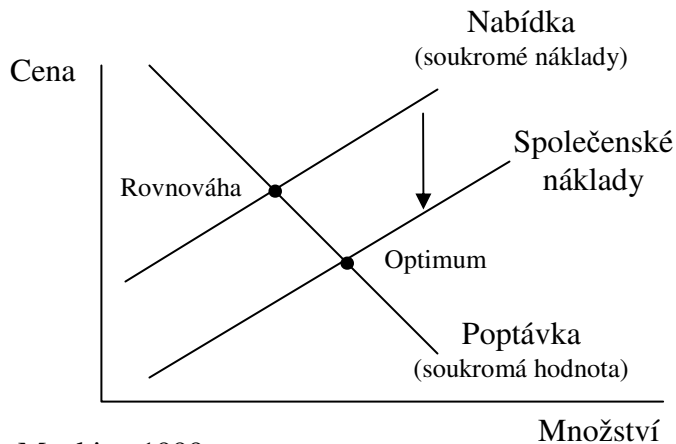 Nabídka
(soukromé náklady)
Cena
Společenské
náklady
Rovnováha
Optimum
Poptávka
(soukromá hodnota)
Množství